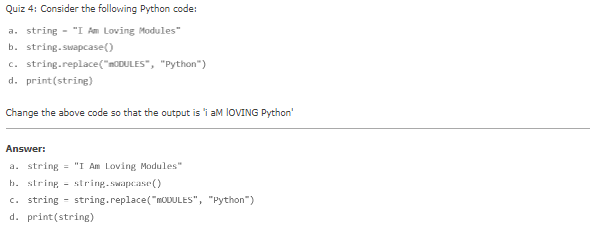 Quiz 4: Consider the following Python code:
a. string = "I Am Loving Modules"
b. string.swapcase()
c. string.replace("mODULES", "Python")
d. print(string)
Change the above code so that the output is 'i aM lOVING Python'
Answer:
a. string = "I Am Loving Modules"
b. string = string.swapcase()
c. string = string.replace("mODULES", "Python")
d. print(string)